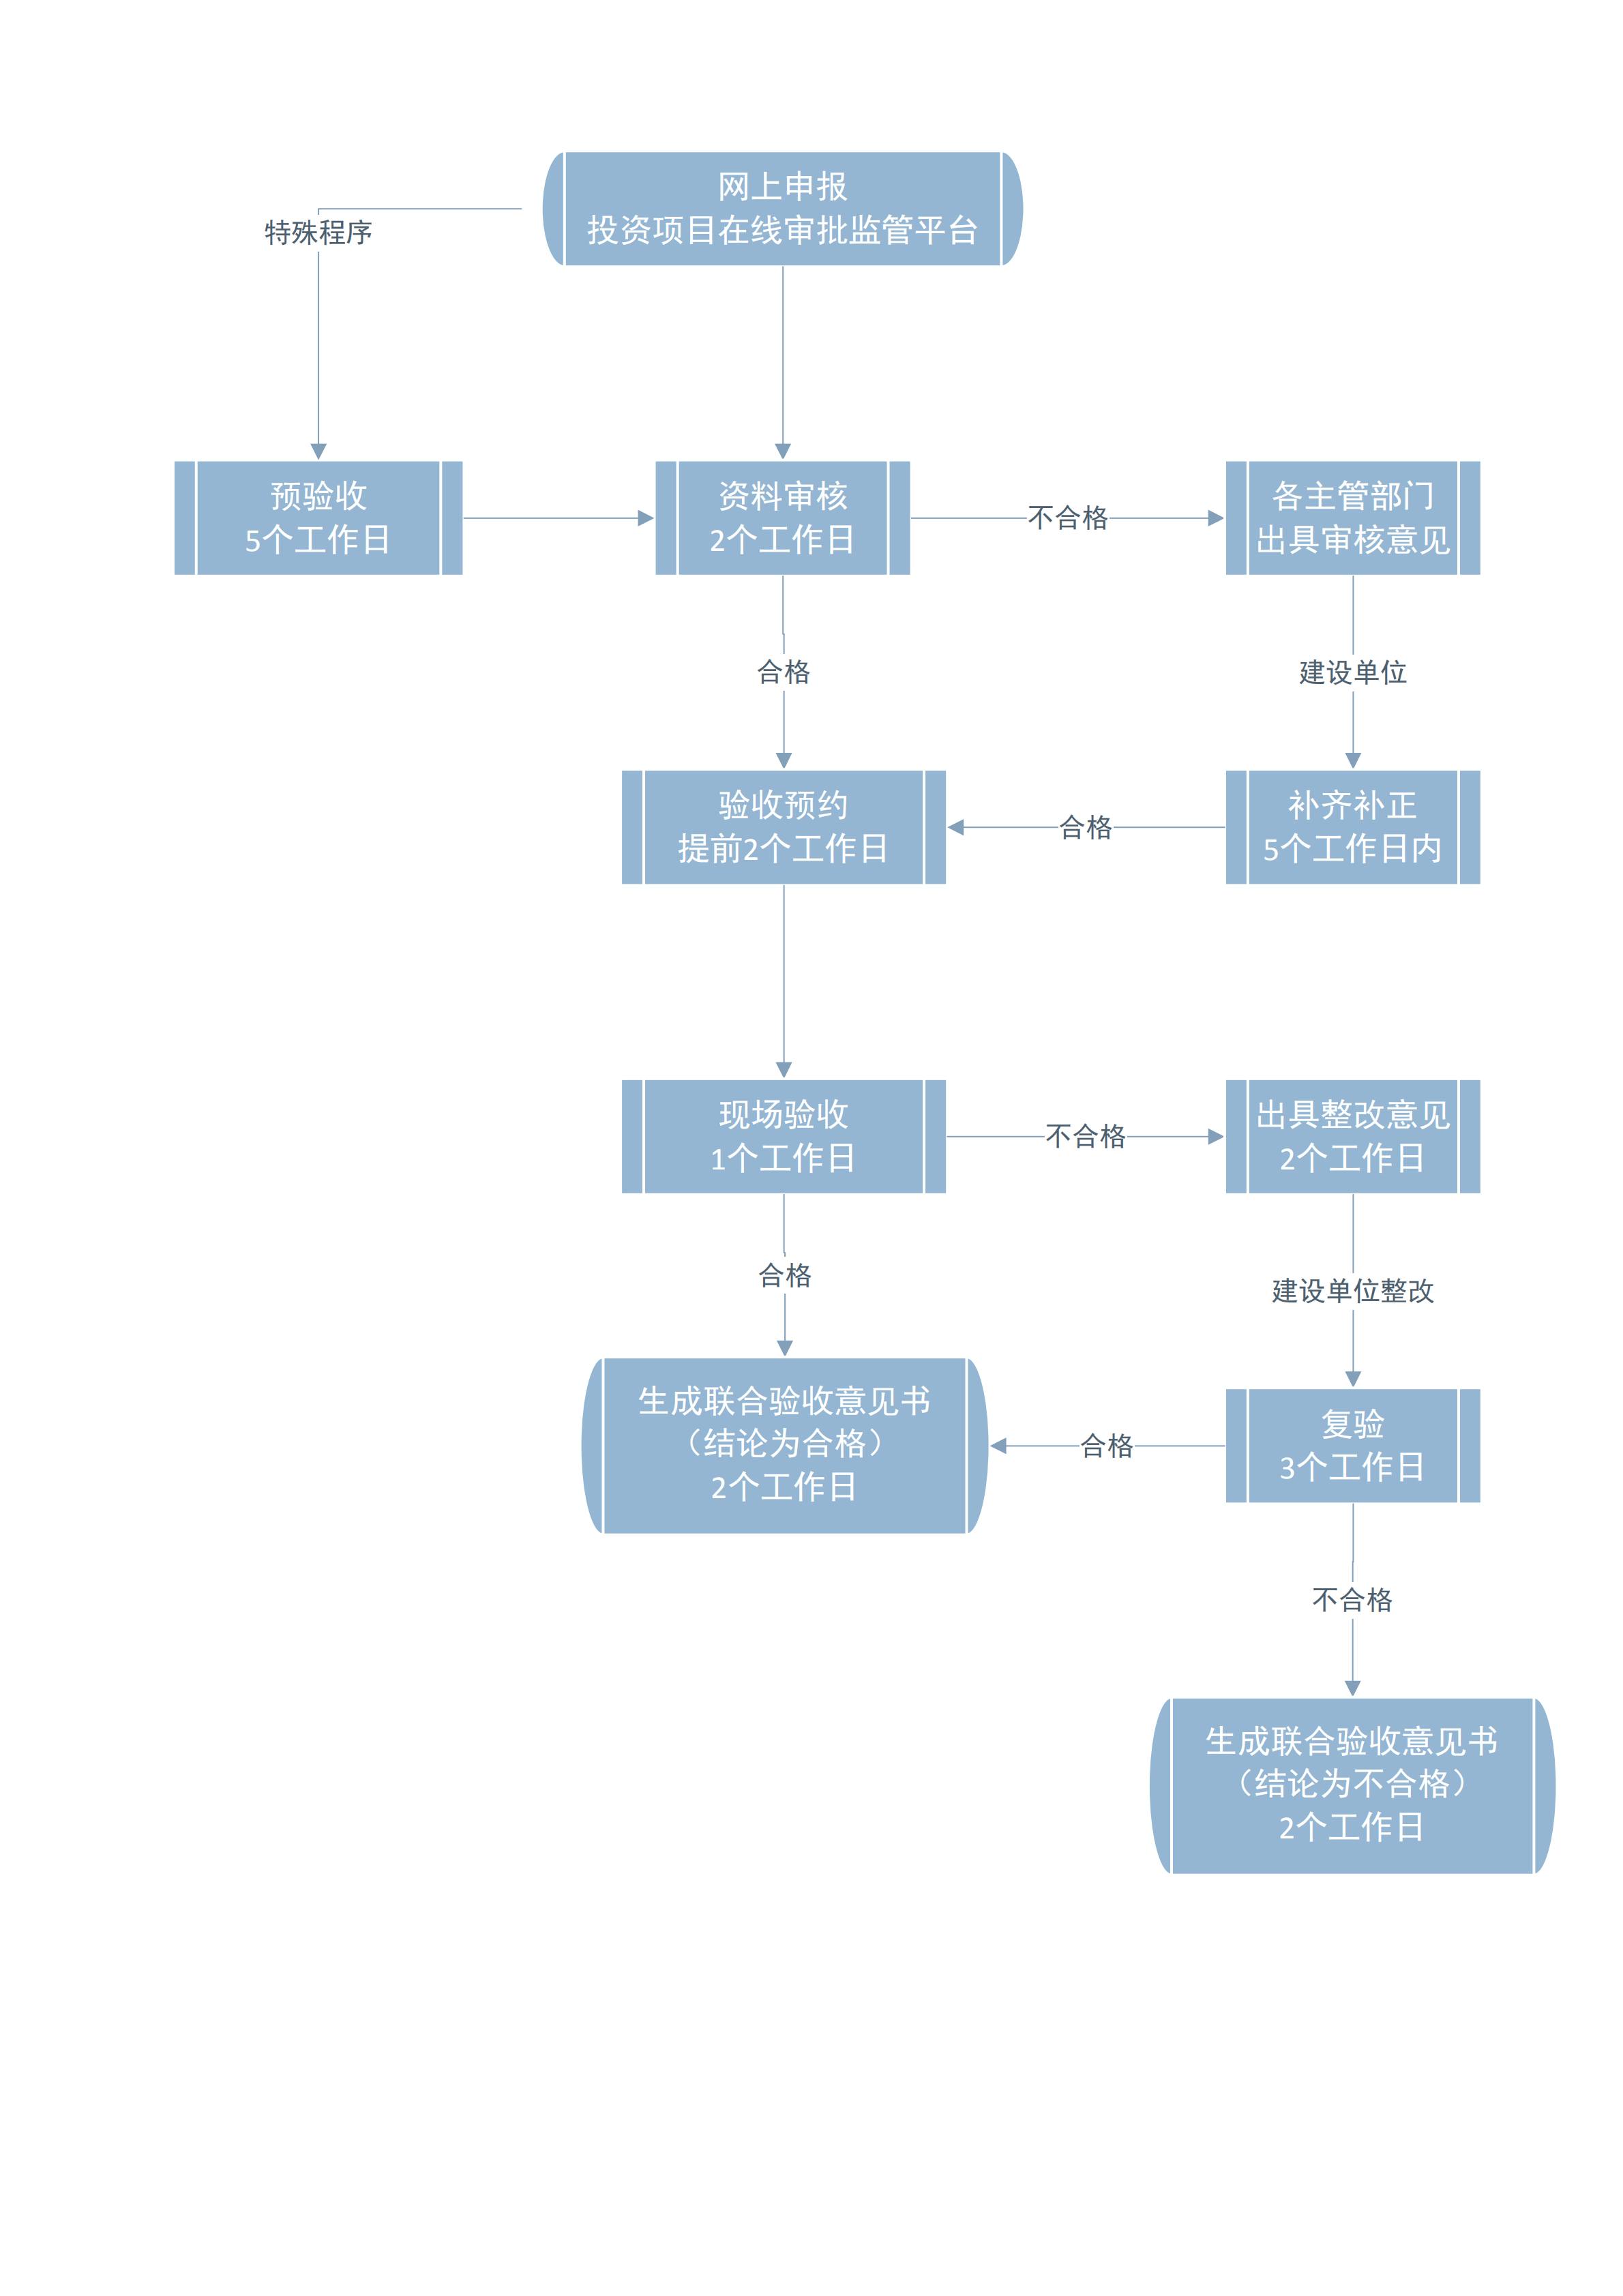 网上申报
投资项目在线审批监管平台
特殊程序
预验收
5个工作日
资料审核
2个工作日
不合格
各主管部门
出具审核意见
合格
建设单位
验收预约
提前2个工作日
合格
补齐补正
5个工作日内
现场验收
1个工作日
不合格
出具整改意见
2个工作日
合格
建设单位整改
生成联合验收意见书
（结论为合格）
2个工作日
合格
复验
3个工作日
不合格
生成联合验收意见书
（结论为不合格）
2个工作日